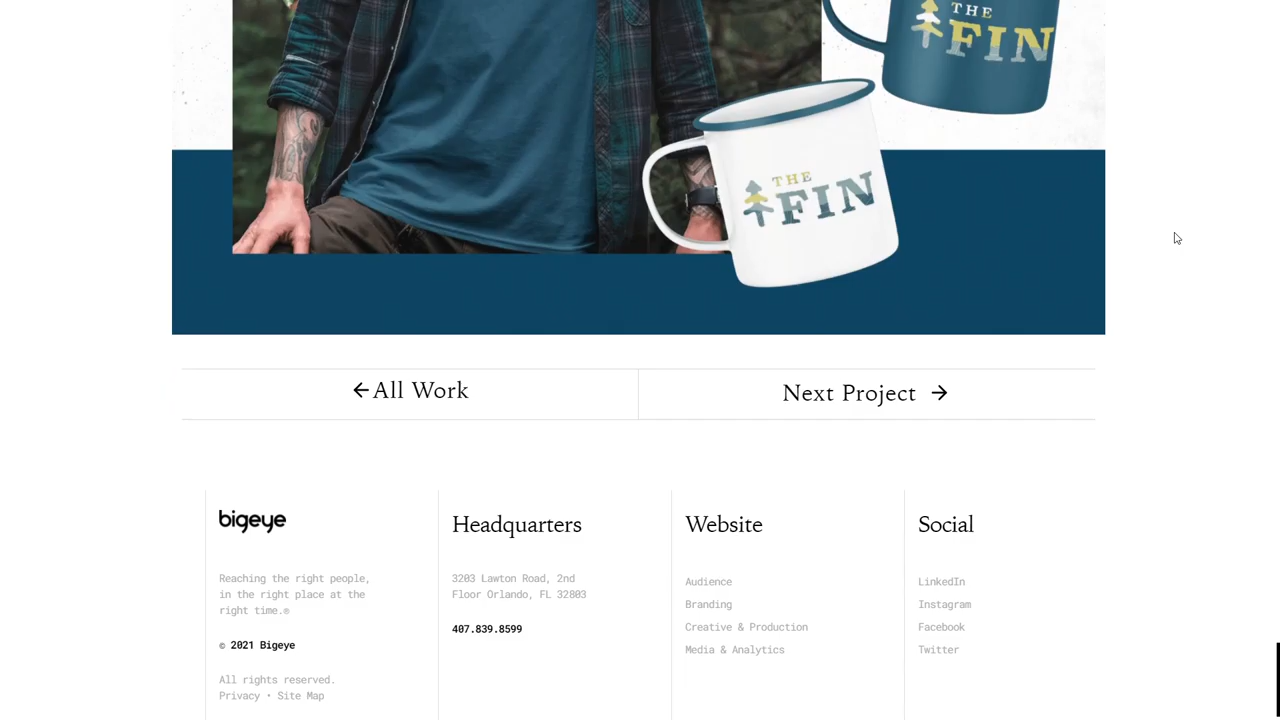 THE
FIN
THE
FIN
←All Work
Next Project →
bigeye
Reaching the right people,
in the right place at the
right time.®
© 2021 Bigeye
All rights reserved.
Privacy • Site Map
Headquarters
3203 Lawton Road, 2nd
Floor Orlando, FL 32803
407.839.8599
Website
Audience
Branding
Creative & Production
Media & Analytics
Social
LinkedIn
Instagram
Facebook
Twitter